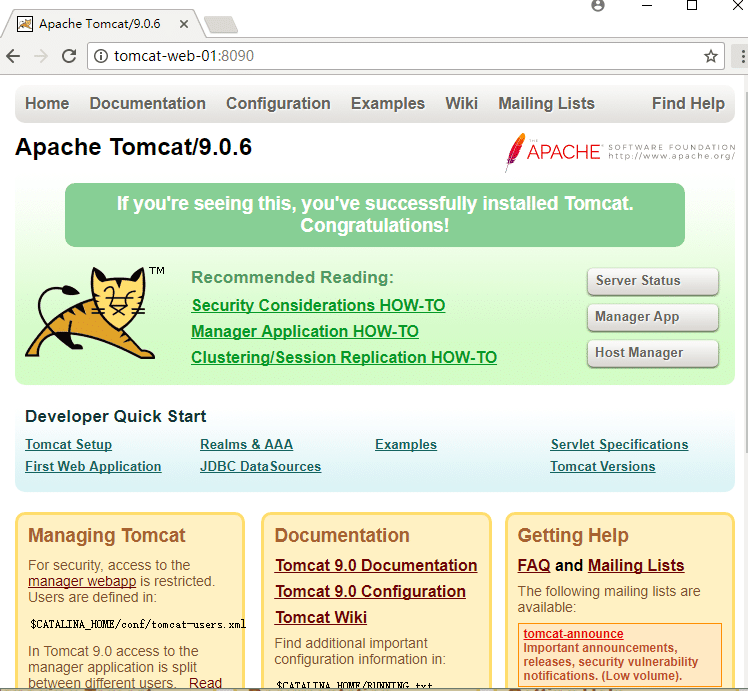 Apache Tomcat/9.0.6
tomcat-web-01:8090
Home Documentation Configuration Examples Wiki Mailing Lists Find Help
Apache Tomcat/9.0.6
THE
APACHE SOFTWARE FOUNDATION
http://www.apache.org/
If you're seeing this, you've successfully installed Tomcat.
Congratulations!
TM
Recommended Reading:
Security Considerations HOW-TO
Manager Application HOW-TO
Clustering/Session Replication HOW-TO
Server Status
Manager App
Host Manager
Developer Quick Start
Tomcat Setup
First Web Application
Realms & AAA
JDBC DataSources
Examples
Servlet Specifications
Tomcat Versions
Managing Tomcat
For security, access to the
manager webapp is restricted.
Users are defined in:
$CATALINA_HOME/conf/tomcat-users.xml
In Tomcat 9.0 access to the
manager application is split
between different users. Read
Documentation
Tomcat 9.0 Documentation
Tomcat 9.0 Configuration
Tomcat Wiki
Find additional important
configuration information in:
$CATALINA_HOME/RUNNING.txt
Getting Help
FAQ and Mailing Lists
The following mailing lists are
available:
tomcat-announce
Important announcements,
releases, security vulnerability
notifications. (Low volume).